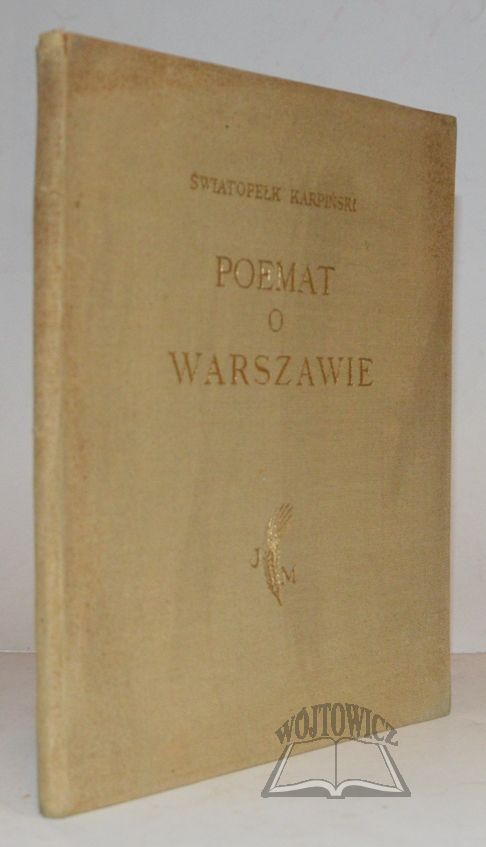 ŚWIATOPEŁK KARPIŃSKI
POEMAT
O
WARSZAWIE
J M
WÓJTOWICZ